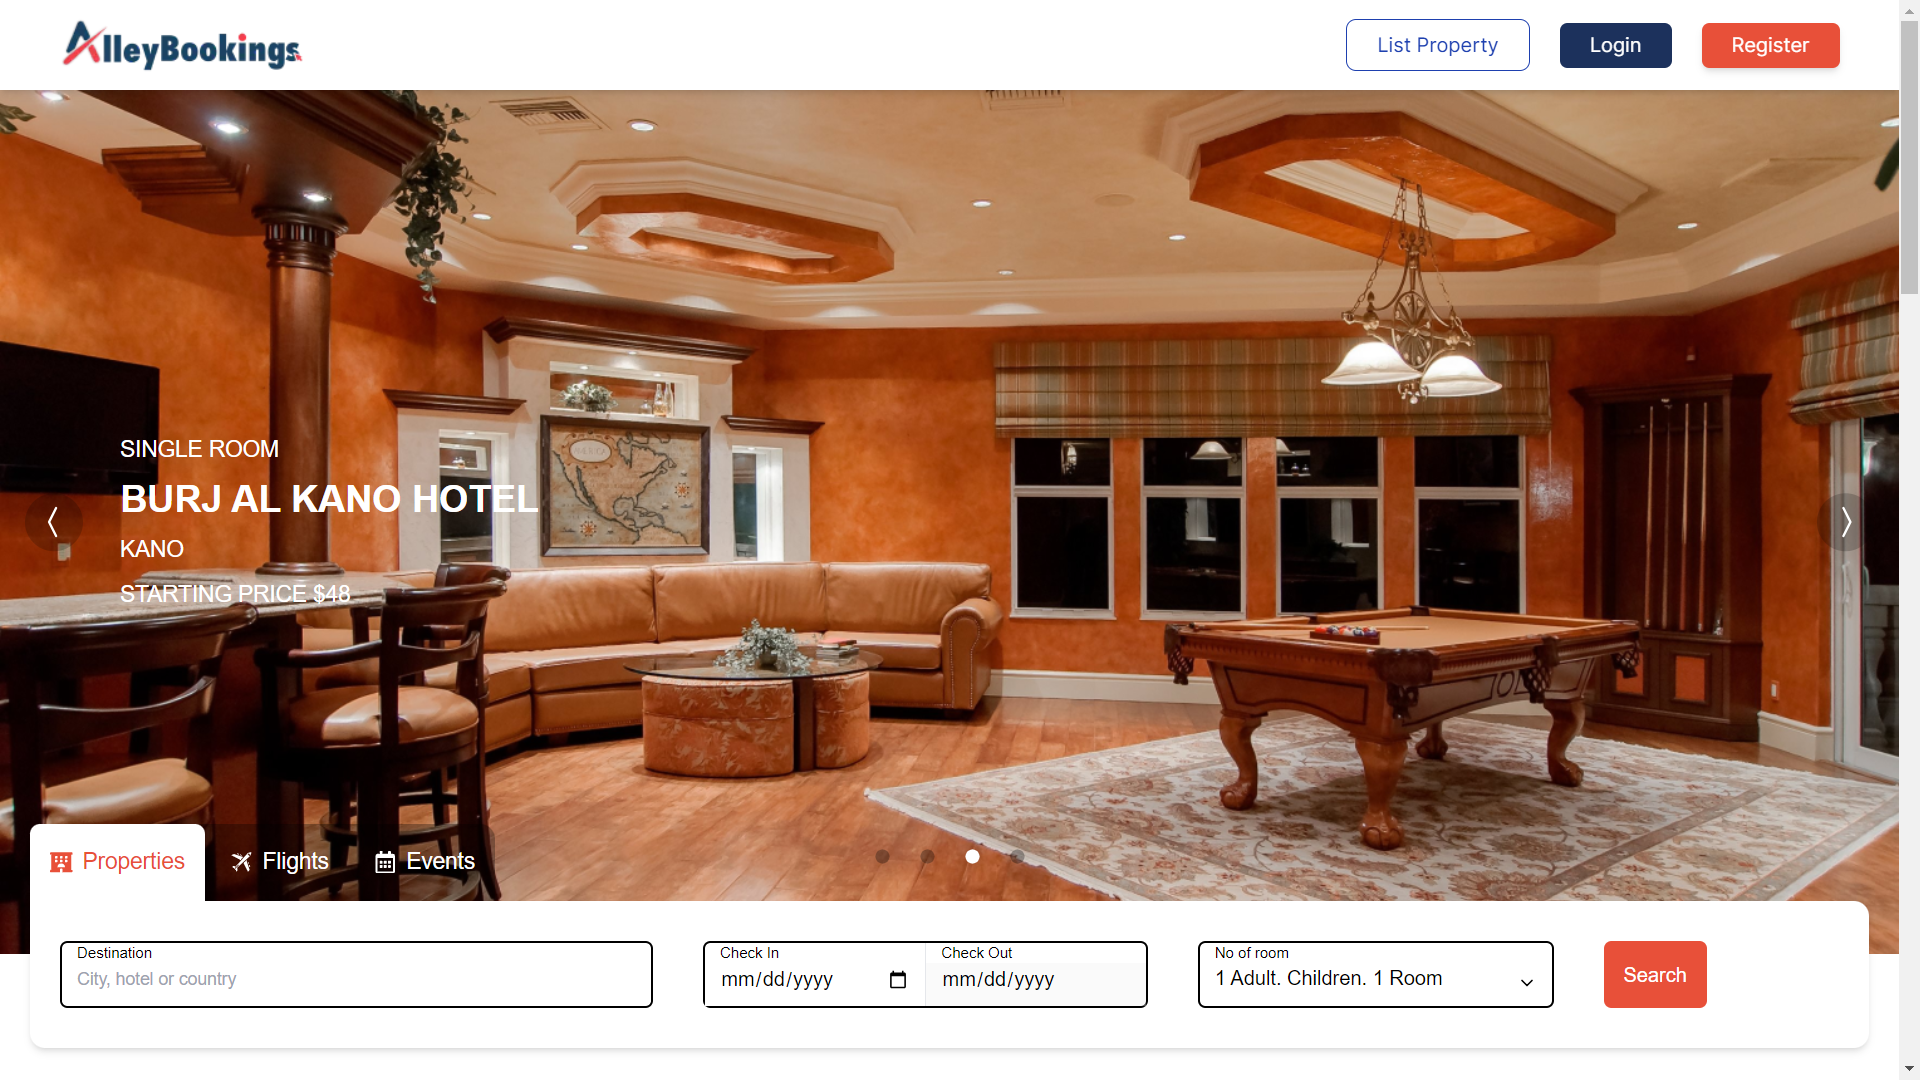 AlleyBookings
List Property
Login
Register
SINGLE ROOM
BURJ AL KANO HOTEL
KANO
STARTING PRICE $48
Properties
Flights
Events
Destination
City, hotel or country
Check In
mm/dd/yyyy
Check Out
mm/dd/yyyy
No of room
1 Adult. Children. 1 Room
Search